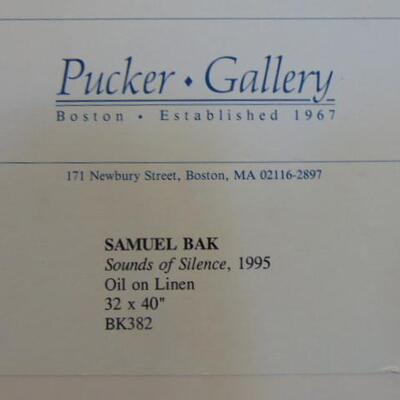 Pucker • Gallery
Boston • Established 1967
171 Newbury Street, Boston, MA 02116-2897
SAMUEL BAK
Sounds of Silence, 1995
Oil on Linen
32 x 40"
BK382